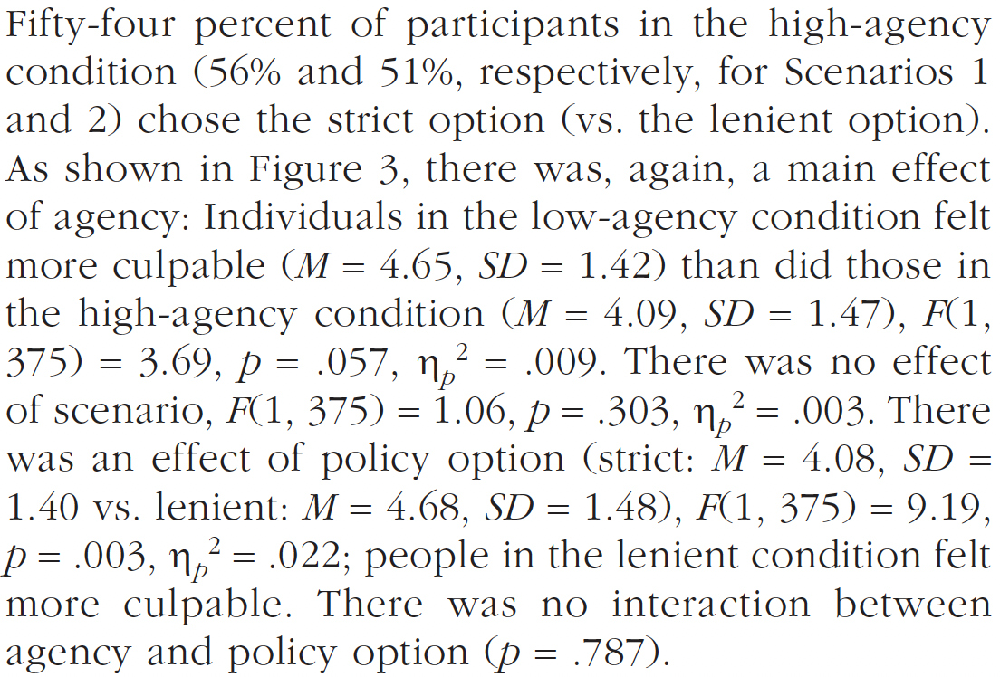 Fifty-four percent of participants in the high-agency
condition (56% and 51%, respectively, for Scenarios 1
and 2) chose the strict option (vs. the lenient option).
As shown in Figure 3, there was, again, a main effect
of agency: Individuals in the low-agency condition felt
more culpable (M = 4.65, SD = 1.42) than did those in
the high-agency condition (M = 4.09, SD = 1.47), F(1,
375) = 3.69, p = .057, ηp² = .009. There was no effect
of scenario, F(1, 375) = 1.06, p = .303, ηp² = .003. There
was an effect of policy option (strict: M = 4.08, SD =
1.40 vs. lenient: M = 4.68, SD = 1.48), F(1, 375) = 9.19,
p = .003, ηp² = .022; people in the lenient condition felt
more culpable. There was no interaction between
agency and policy option (p = .787).